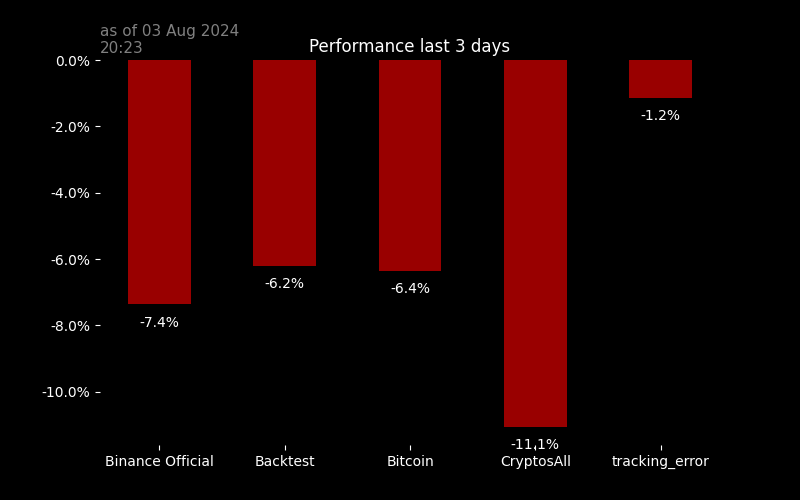 as of 03 Aug 2024
20:23
Performance last 3 days
0.0%
-2.0%
-4.0%
-6.0%
-8.0%
-10.0%
-7.4%
-6.2%
-6.4%
-11.1%
-1.2%
Binance Official
Backtest
Bitcoin
CryptosAll
tracking_error